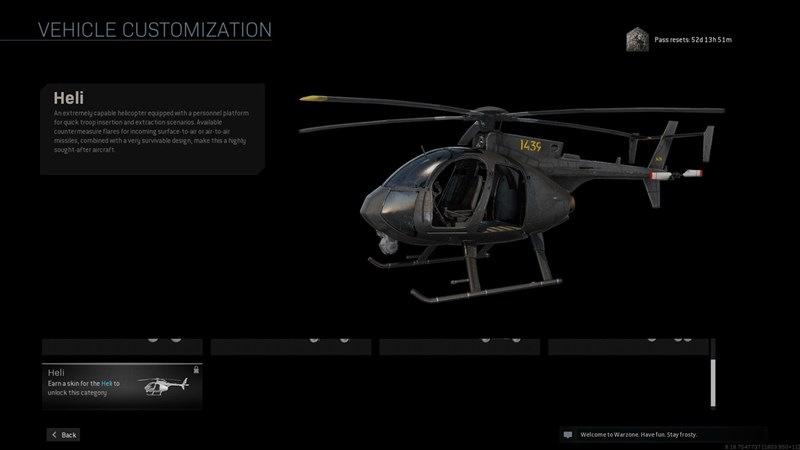 VEHICLE CUSTOMIZATION
Pass resets: 52d 13h 51m
Heli
An extremely capable helicopter equipped with a personnel platform
for quick troop insertion and extraction scenarios. Available
countermeasure flares for incoming surface-to-air or air-to-air
missiles, combined with a very survivable design, make this a highly
sought-after aircraft.
1439
Heli
Earn a skin for the Heli to
unlock this category
Back
Welcome to Warzone. Have fun. Stay frosty.